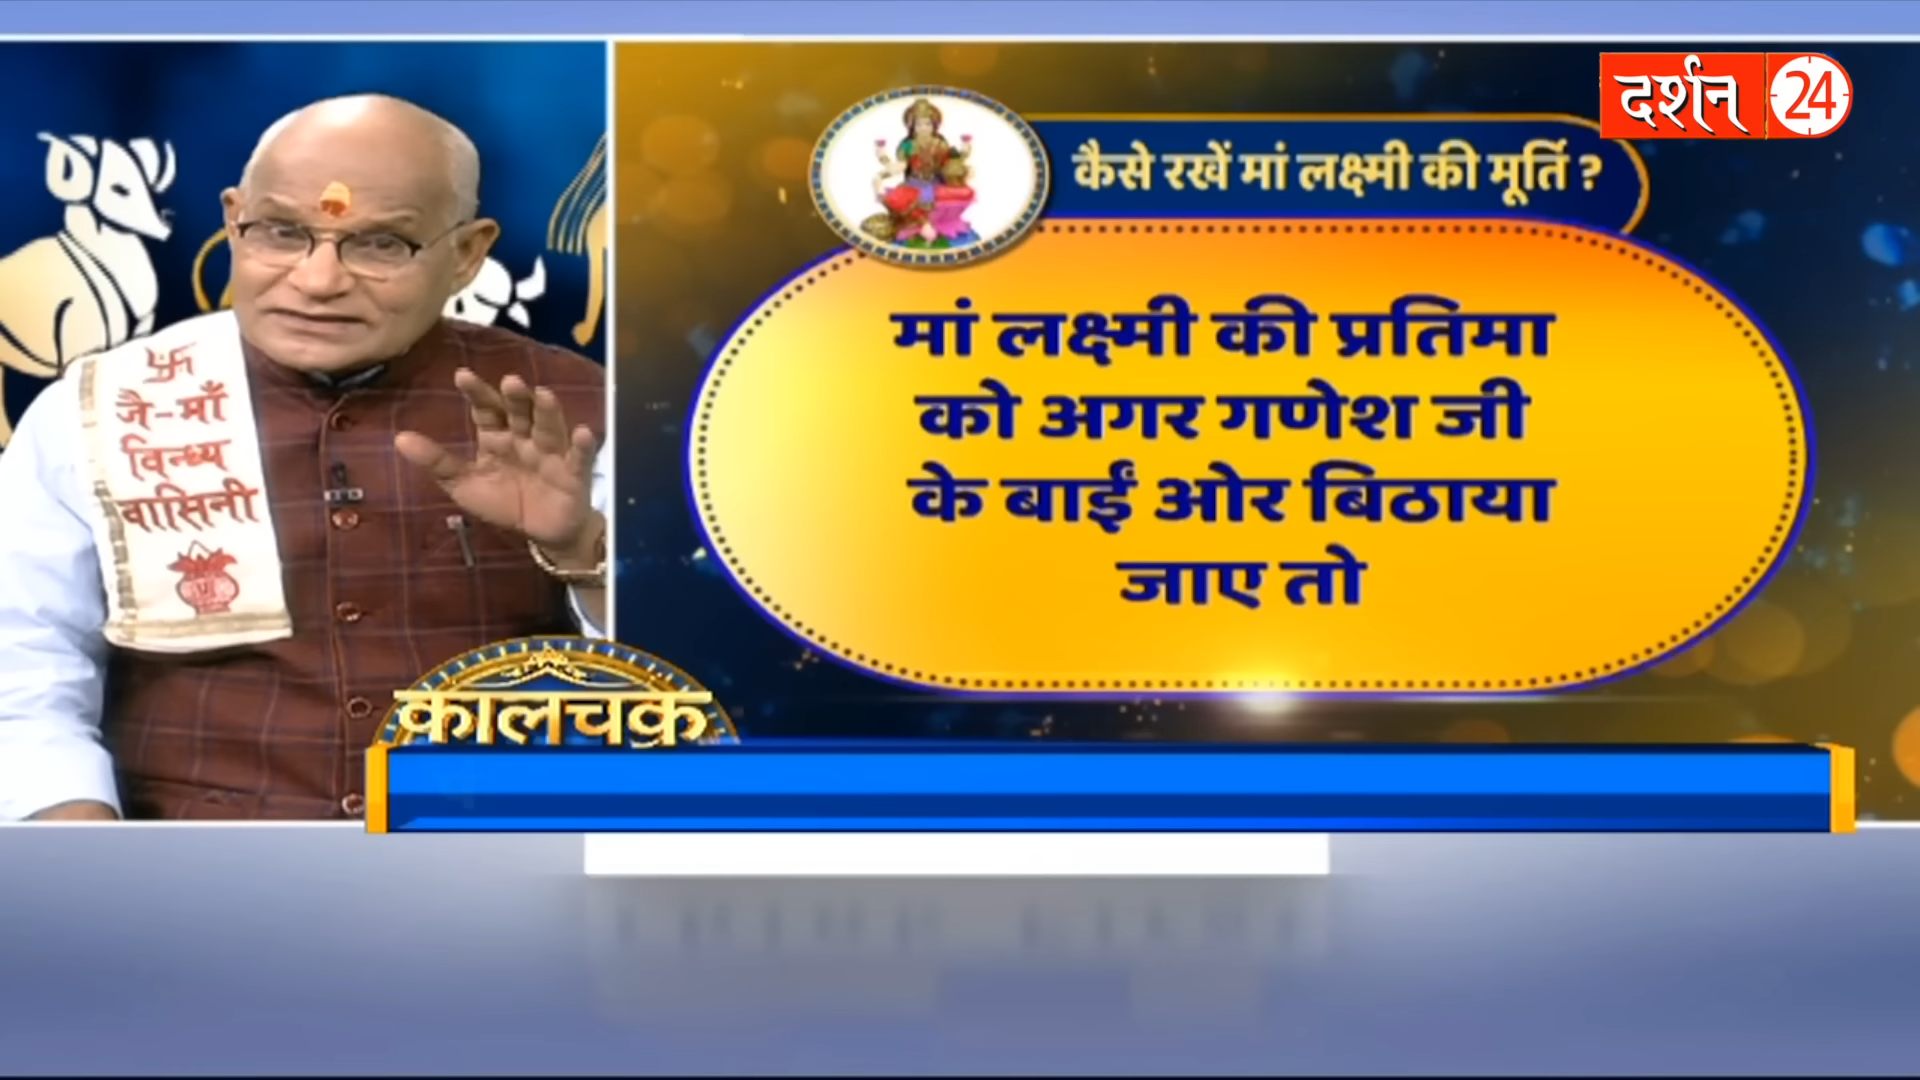 दर्शन 24
कैसे रखें मां लक्ष्मी की मूर्ति ?
मां लक्ष्मी की प्रतिमा
को अगर गणेश जी
के बाईं ओर बिठाया
जाए तो
जै-माँ
विन्ध्य
वासिनी
कालचक्र